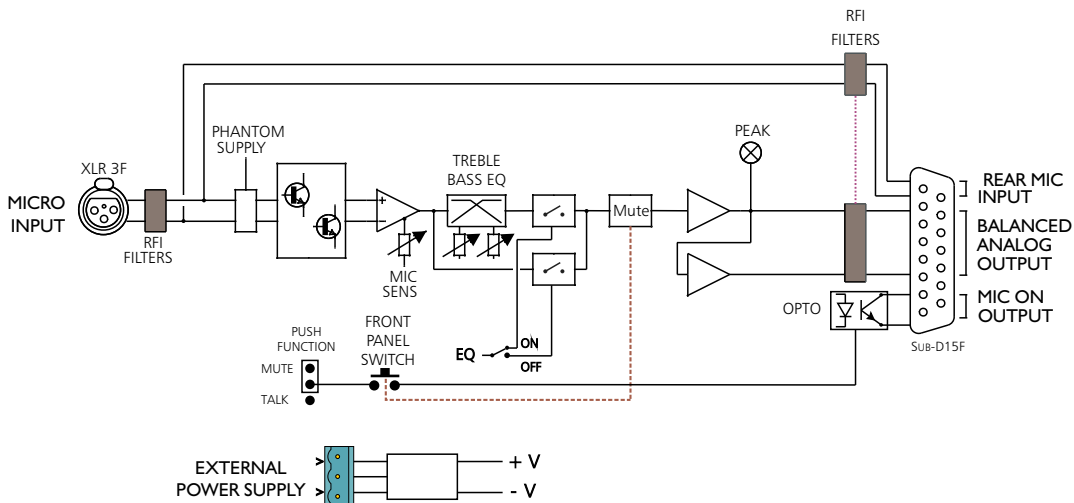 RFI
FILTERS
PHANTOM
SUPPLY
PEAK
XLR 3F
TREBLE
BASS EQ
MICRO
INPUT
REAR MIC
INPUT
+
-
Mute
BALANCED
ANALOG
OUTPUT
RFI
FILTERS
MIC
SENS
MIC ON
OUTPUT
OPTO
PUSH
FUNCTION
FRONT
PANEL
SWITCH
EQ
ON
OFF
SUB-D15F
MUTE
TALK
EXTERNAL
POWER SUPPLY
+ V
- V